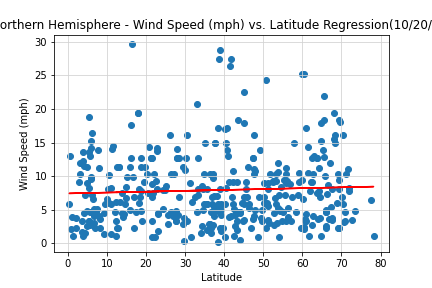 orthern Hemisphere - Wind Speed (mph) vs. Latitude Regression(10/20/
Wind Speed (mph)
30
25
20
15
10
5
0
0 10 20 30 40 50 60 70 80
Latitude